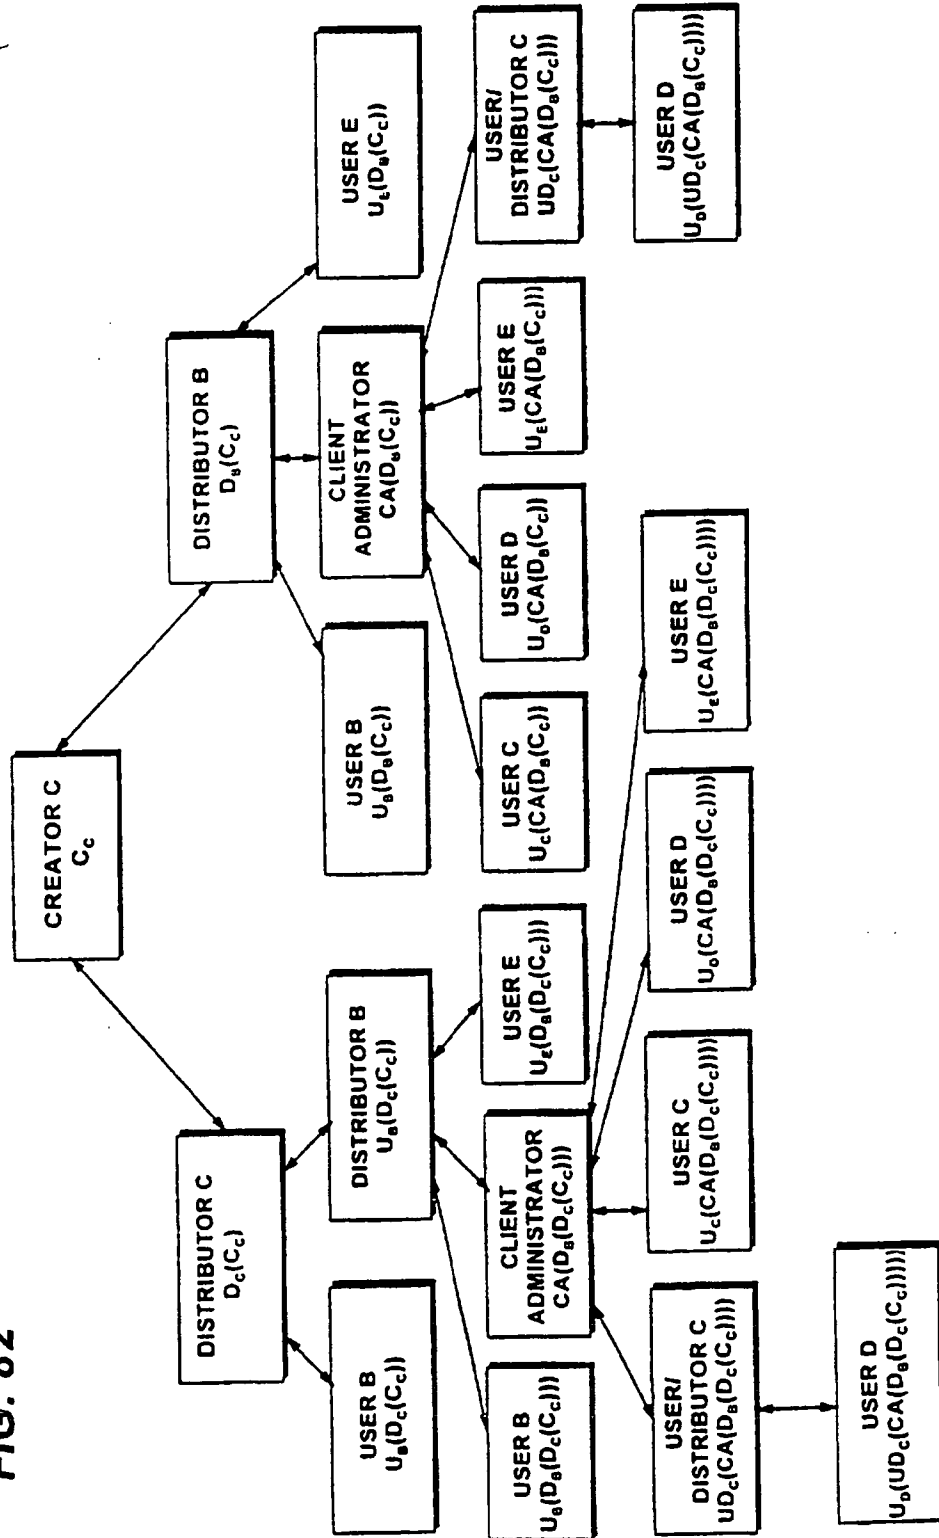 FIG. 82
CREATOR C
C_C
DISTRIBUTOR C
D_C(C_C)
DISTRIBUTOR B
D_B(C_C)
USER B
U_B(D_C(C_C))
DISTRIBUTOR B
U_B(D_C(C_C))
USER B
U_B(D_B(C_C))
CLIENT
ADMINISTRATOR
CA(D_B(C_C))
USER E
U_E(D_B(C_C))
USER B
U_B(D_B(D_C(C_C)))
CLIENT
ADMINISTRATOR
CA(D_B(D_C(C_C)))
USER E
U_E(D_B(D_C(C_C)))
USER C
U_C(CA(D_B(C_C))
USER D
U_D(CA(D_B(C_C)))
USER E
U_E(CA(D_B(C_C)))
USER/
DISTRIBUTOR C
UD_C(CA(D_B(C_C)))
USER/
DISTRIBUTOR C
UD_C(CA(D_B(D_C(C_C))))
USER C
U_C(CA(D_B(D_C(C_C))))
USER D
U_D(CA(D_B(D_C(C_C))))
USER E
U_E(CA(D_B(D_C(C_C))))
USER D
U_D(UD_C(CA(D_B(C_C))))
USER D
U_D(UD_C(CA(D_B(D_C(C_C))))))